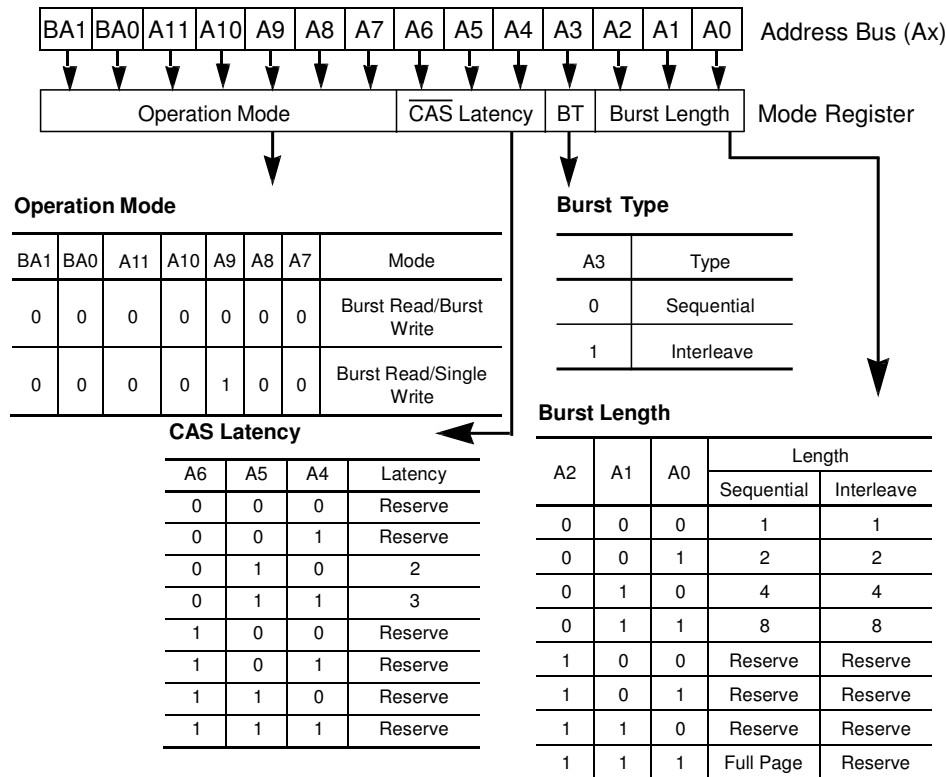 BA1 BA0 A11 A10 A9 A8 A7 A6 A5 A4 A3 A2 A1 A0 Address Bus (Ax)
Operation Mode CAS Latency BT Burst Length Mode Register
Operation Mode
BA1 BA0 A11 A10 A9 A8 A7 Mode
0 0 0 0 0 0 0 Burst Read/Burst
Write
0 0 0 0 1 0 0 Burst Read/Single
Write
Burst Type
A3 Type
0 Sequential
1 Interleave
CAS Latency
A6 A5 A4 Latency
0 0 0 Reserve
0 0 1 Reserve
0 1 0 2
0 1 1 3
1 0 0 Reserve
1 0 1 Reserve
1 1 0 Reserve
1 1 1 Reserve
Burst Length
A2 A1 A0 Length
Sequential Interleave
0 0 0 1 1
0 0 1 2 2
0 1 0 4 4
0 1 1 8 8
1 0 0 Reserve Reserve
1 0 1 Reserve Reserve
1 1 0 Reserve Reserve
1 1 1 Full Page Reserve